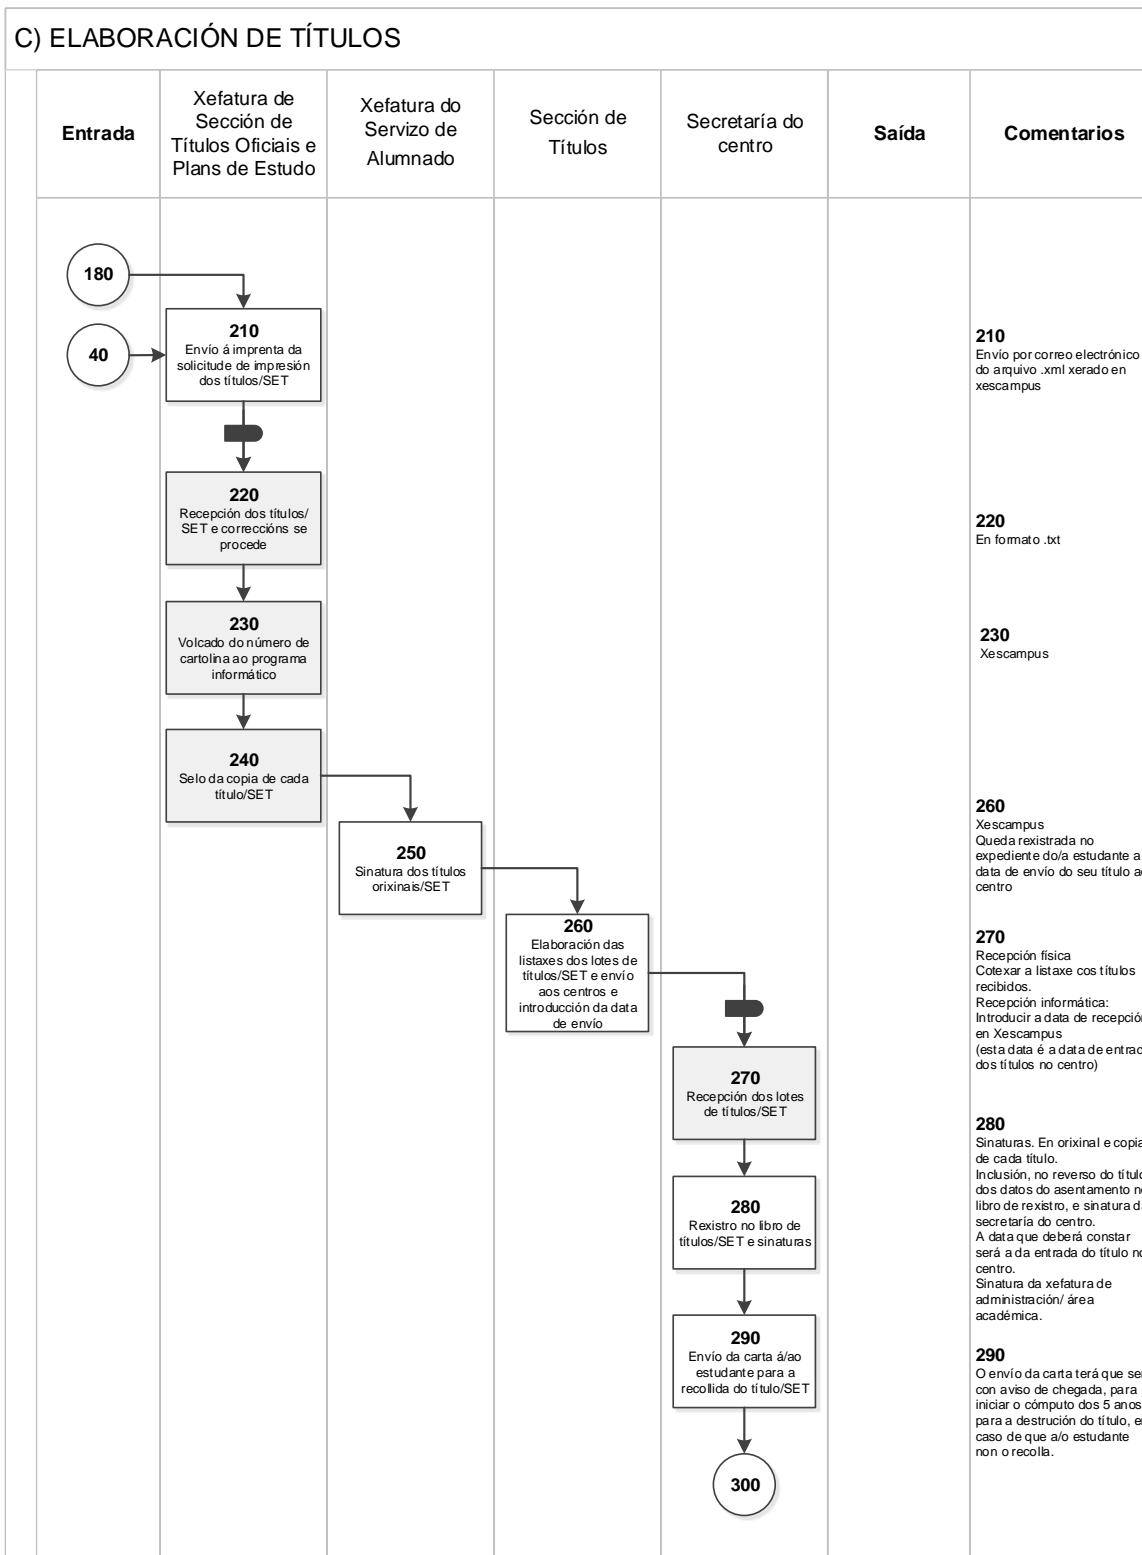 C) ELABORACIÓN DE TÍTULOS
Entrada
Xefatura de
Sección de
Títulos Oficiais e
Plans de Estudo
Xefatura do
Servizo de
Alumnado
Sección de
Títulos
Secretaría do
centro
Saída
Comentarios
180
40
210
Envío á imprenta da
solicitude de impresión
dos títulos/SET
220
Recepción dos títulos/
SET e correccións se
procede
230
Volcado do número de
cartolina ao programa
informático
240
Selo da copia de cada
título/SET
250
Sinatura dos títulos
orixinais/SET
260
Elaboración das
listaxes dos lotes de
títulos/SET e envío
aos centros e
introducción da data
de envío
270
Recepción dos lotes
de títulos/SET
280
Rexistro no libro de
títulos/SET e sinaturas
290
Envío da carta á/ao
estudante para a
recollida do título/SET
300
210
Envío por correo electrónico
do arquivo .xml xerado en
xescampus
220
En formato .txt
230
Xescampus
260
Xescampus
Queda rexistrada no
expediente do/a estudante a
data de envío do seu título
centro
270
Recepción física
Cotexar a listaxe cos títulos
recibidos.
Recepción informática:
Introducir a data de recepción
en Xescampus
(esta data é a data de
dos títulos no centro)
280
Sinaturas. En orixinal e copia
de cada título.
Inclusión, no reverso do título
dos datos do asentamento
libro de rexistro, e sinatura
secretaría do centro.
A data que deberá constar
será a da entrada do título
centro.
Sinatura da xefatura de
administración/ área
académica.
290
O envío da carta terá que
con aviso de chegada, para
iniciar o cómputo dos 5 anos
para a destrución do título,
caso de que a/o estudante
non o recolla.